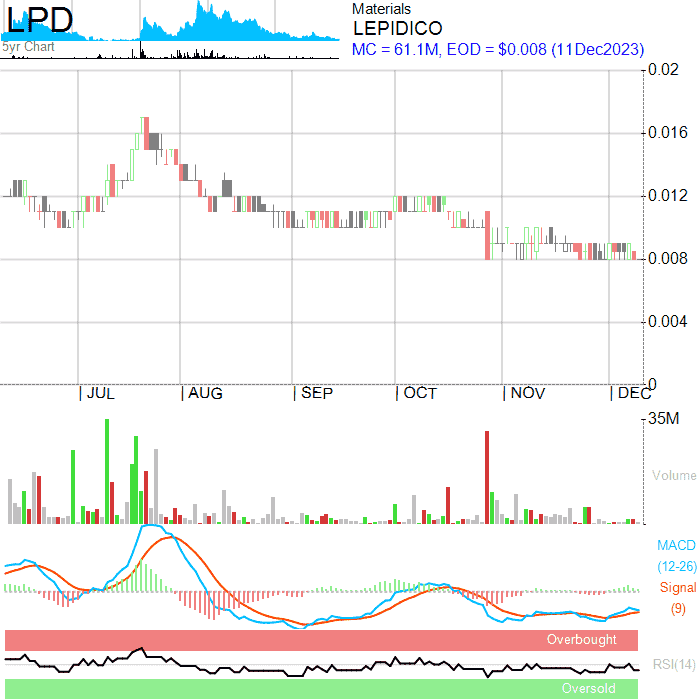 LPD
5yr Chart
Materials
LEPIDICO
MC = 61.1M, EOD = $0.008 (11Dec2023)
0.02
0.016
0.012
0.008
0.004
0
JUL AUG SEP OCT NOV DEC
35M
Volume
MACD
(12-26)
Signal
(9)
Overbought
RSI(14)
Oversold